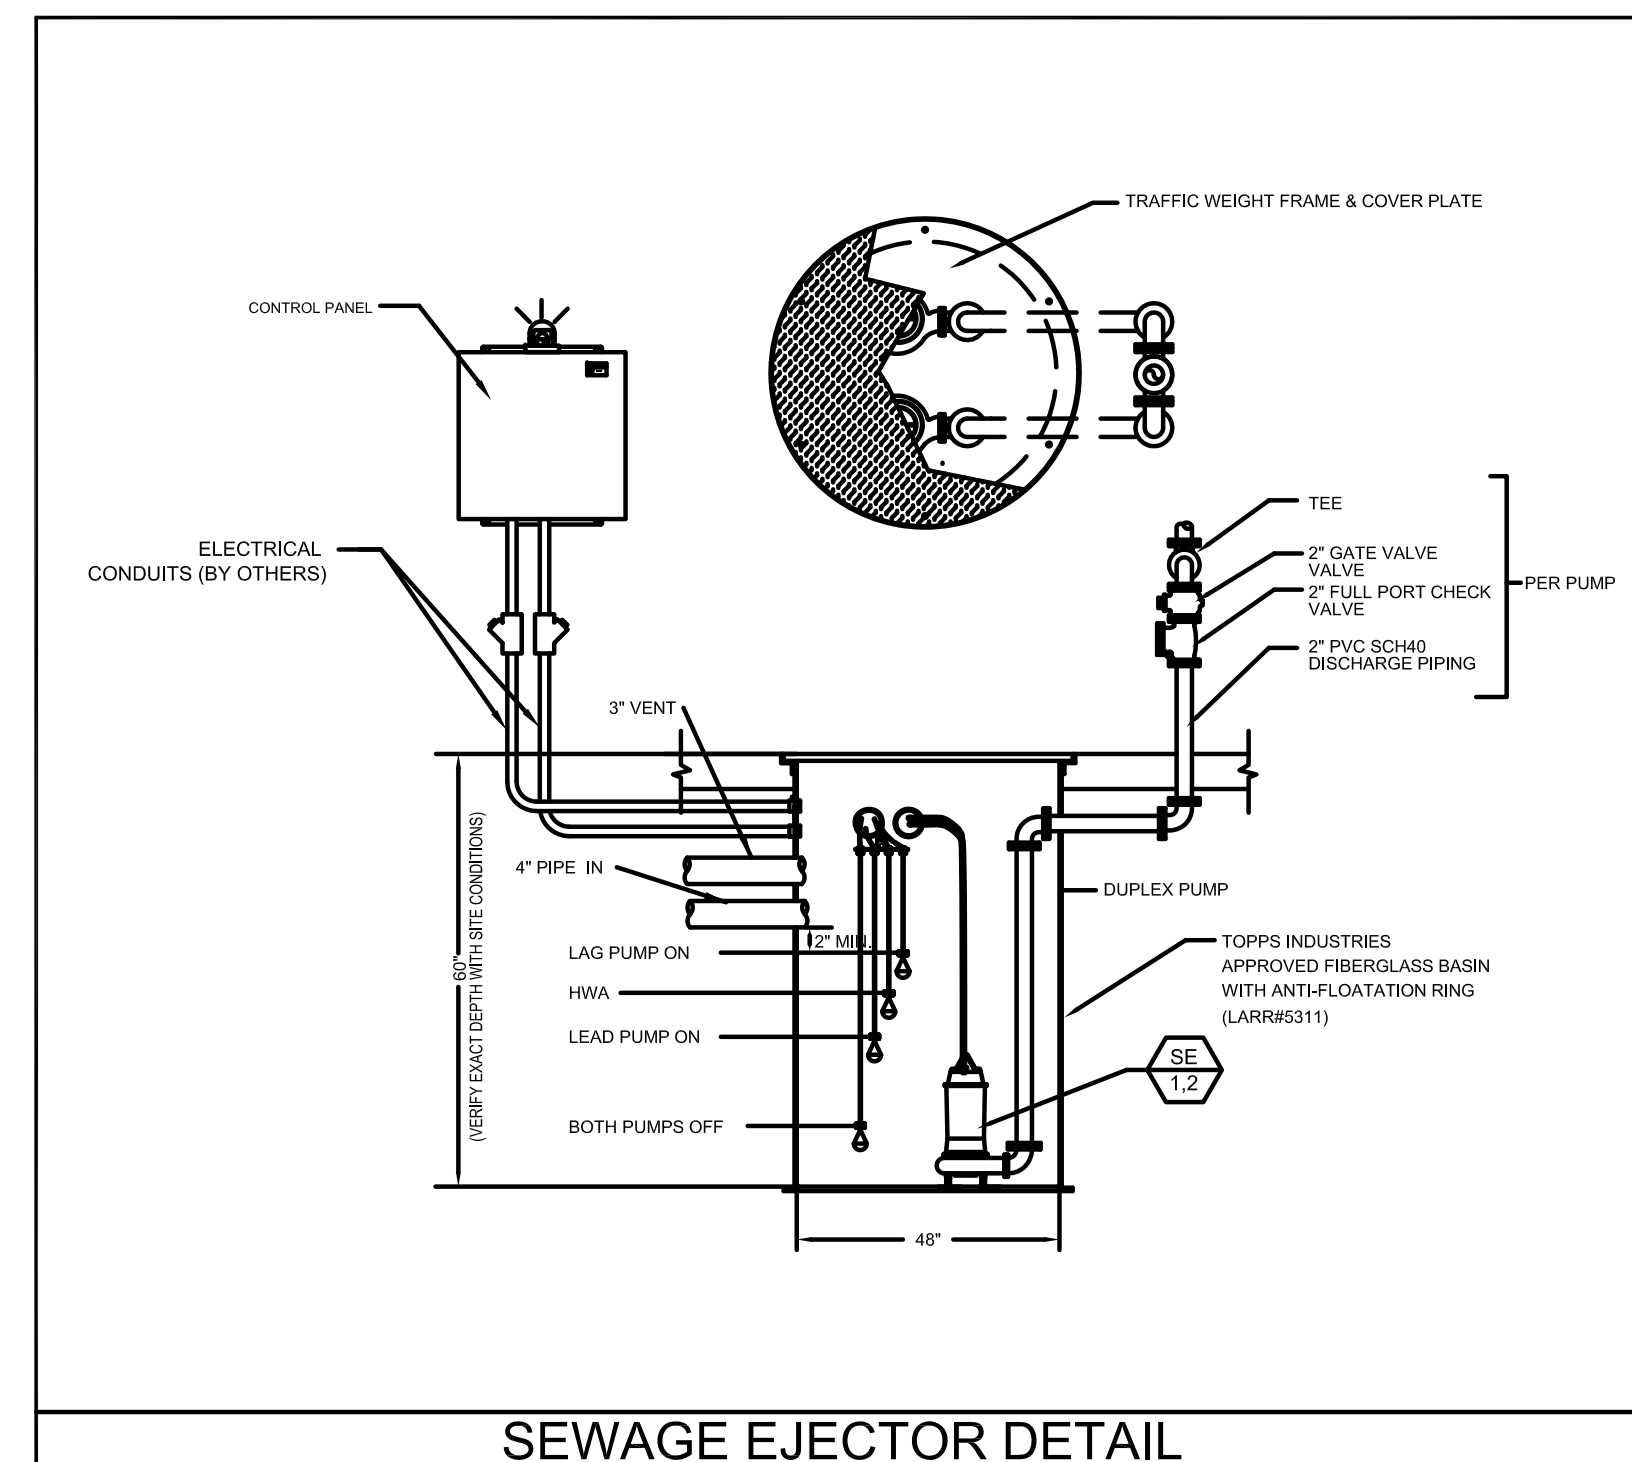 TRAFFIC WEIGHT FRAME & COVER PLATE
CONTROL PANEL
TEE
ELECTRICAL
CONDUITS (BY OTHERS)
2" GATE VALVE
VALVE
2" FULL PORT CHECK
VALVE
PER PUMP
2" PVC SCH40
DISCHARGE PIPING
3" VENT
4" PIPE IN
DUPLEX PUMP
2" MIN.
LAG PUMP ON
TOPPS INDUSTRIES
APPROVED FIBERGLASS BASIN
WITH ANTI-FLOATATION RING
(LARR#5311)
60"
(VERIFY EXACT DEPTH WITH SITE CONDITIONS)
HWA
LEAD PUMP ON
SE
1,2
BOTH PUMPS OFF
48"
SEWAGE EJECTOR DETAIL